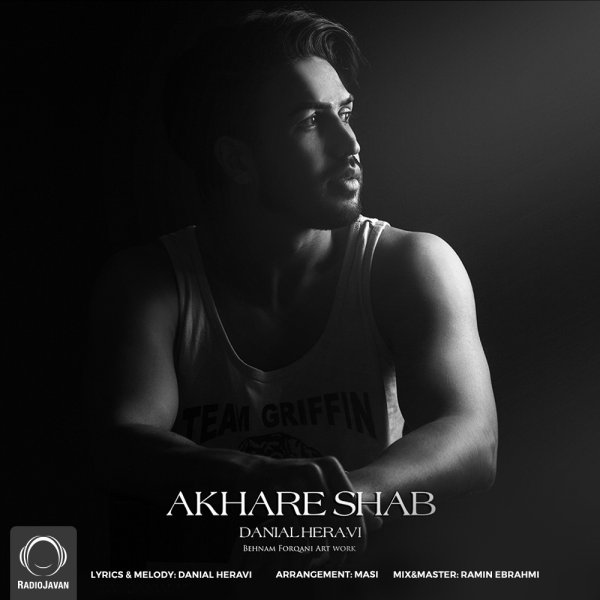 TEAM GRIFFIN
AKHARE SHAB
DANIAL HERAVI
BEHNAM FORQANI ART WORK
RADIOJAVAN
LYRICS & MELODY: DANIAL HERAVI ARRANGEMENT: MASI MIX&MASTER: RAMIN EBRAHMI